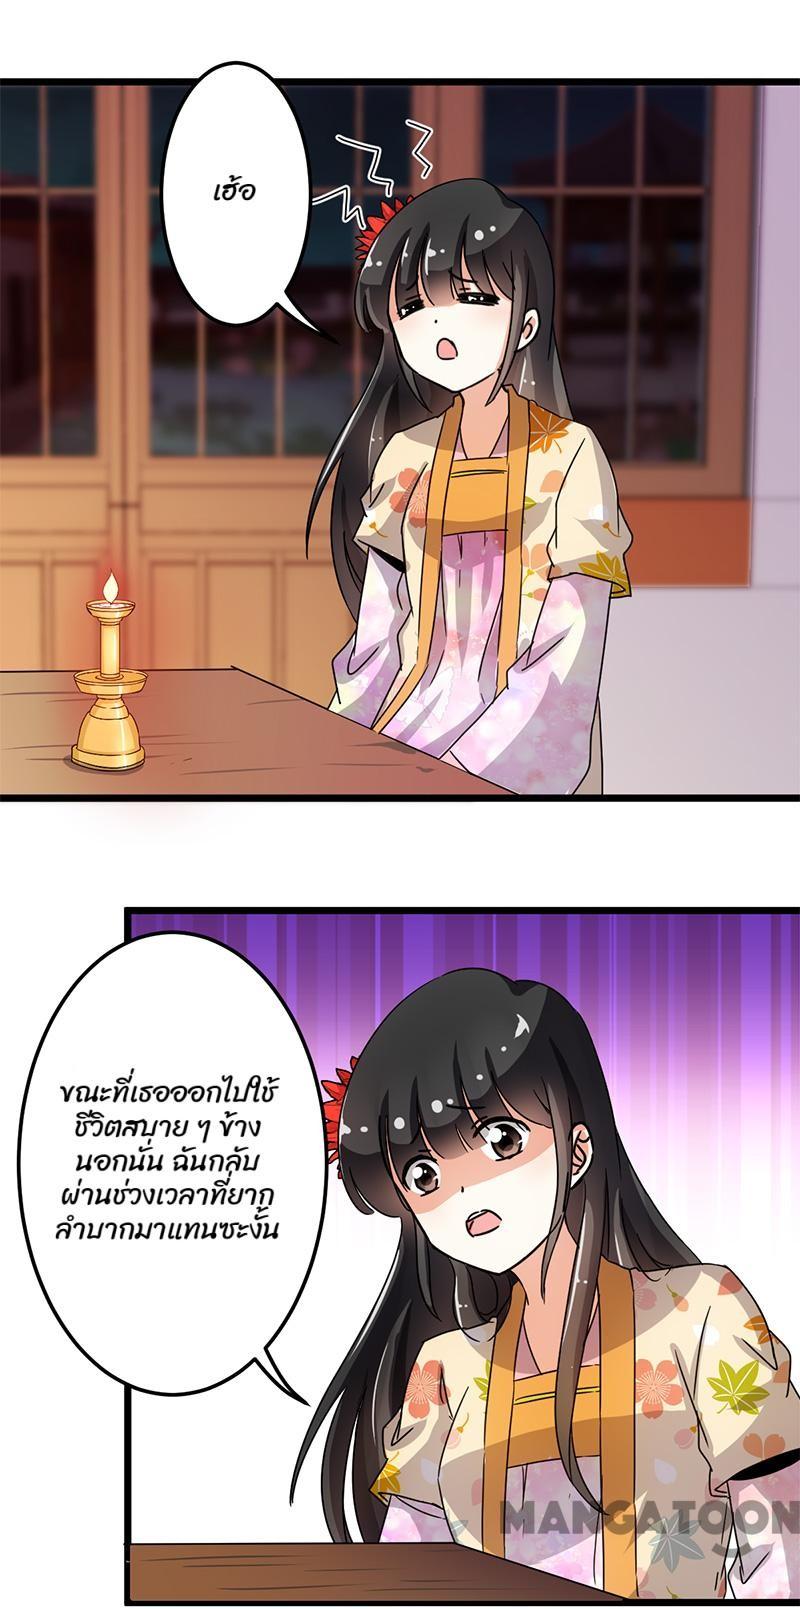 เฮ้อ
ขณะที่เธอออกไปใช้
ชีวิตสบาย ๆ ข้าง
นอกนั่น ฉันกลับ
ผ่านช่วงเวลาที่ยาก
ลำบากมาแทนซะงั้น
MANGATOON